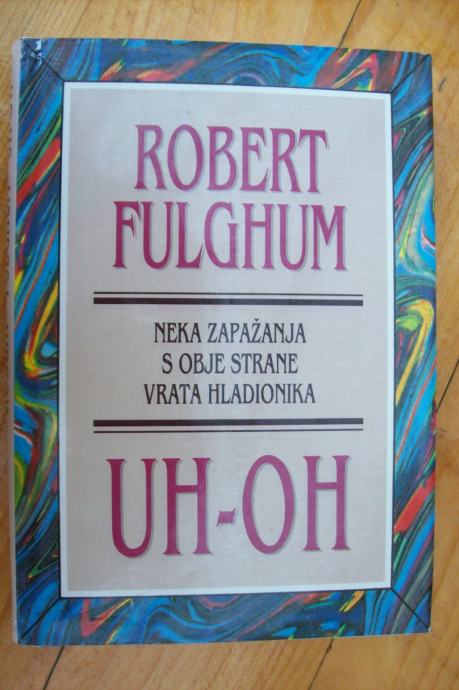 ROBERT
FULGHUM
NEKA ZAPAŽANJA
S OBJE STRANE
VRATA HLADIONIKA
UH-OH